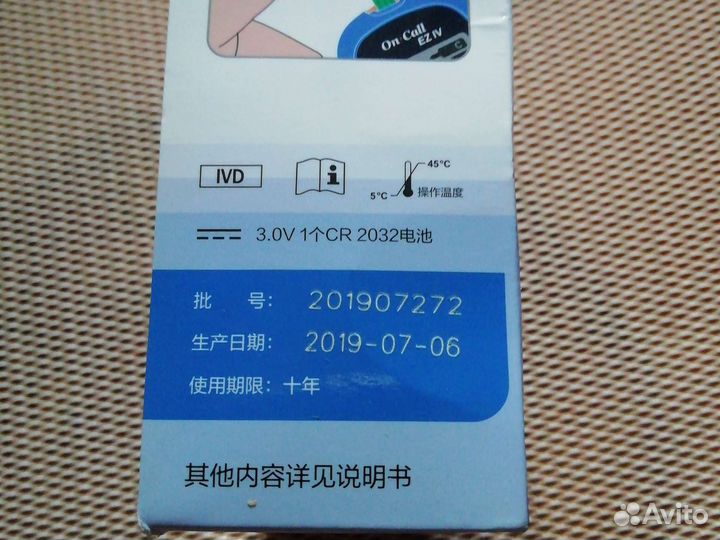 On·Call
EZ IV
C
IVD
i
45°C
5°C
操作温度
3.0V 1个CR 2032电池
批 号: 201907272
生产日期: 2019-07-06
使用期限: 十年
其他内容详见说明书
Avito